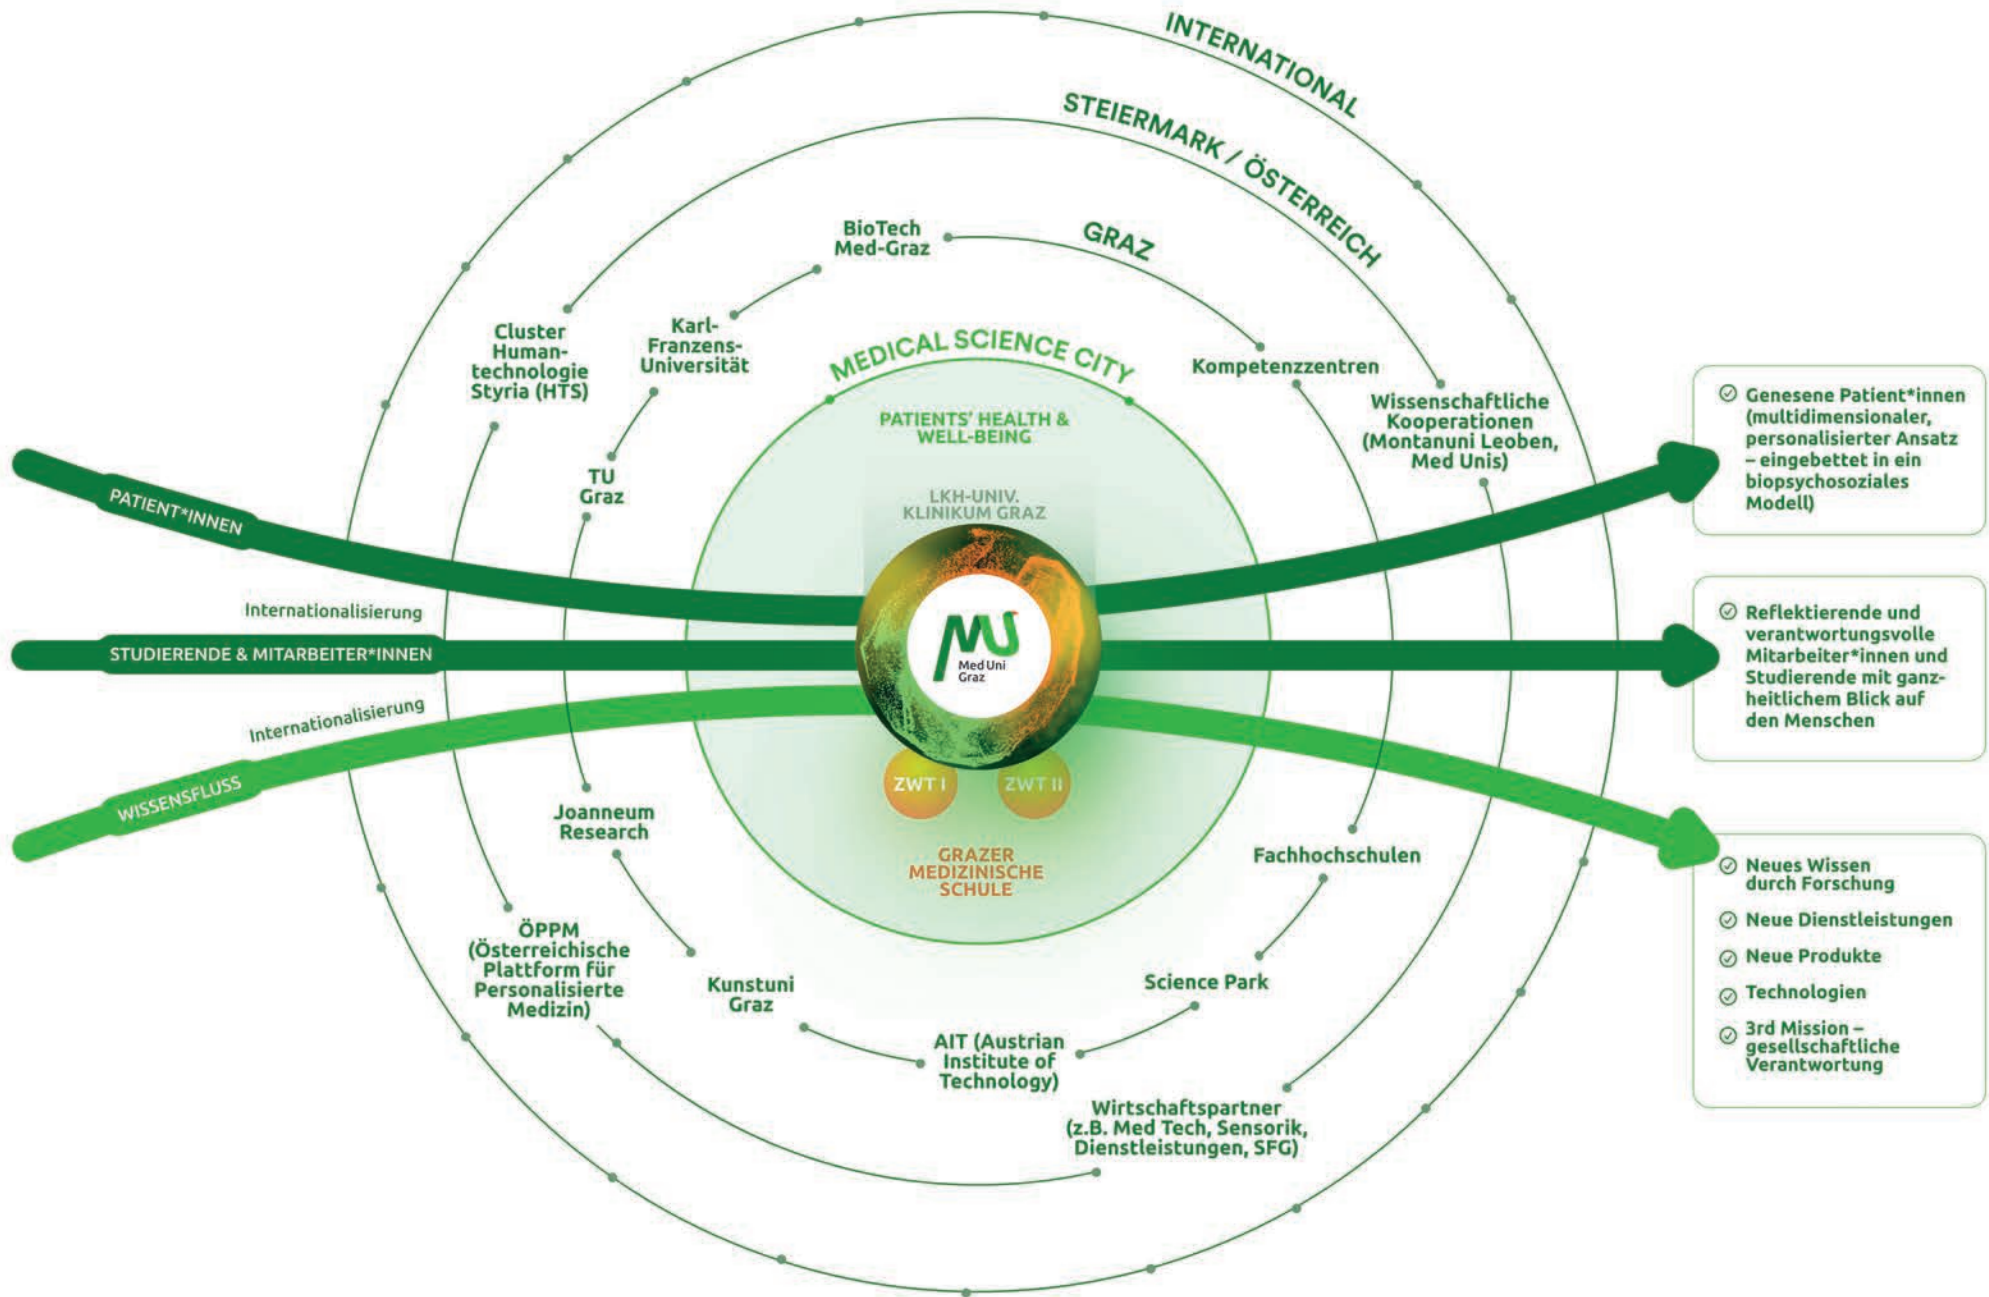 INTERNATIONAL
STEIERMARK / ÖSTERREICH
GRAZ
BioTech
Med-Graz
Karl-
Franzens-
Universität
Cluster
Human-
technologie
Styria (HTS)
TU
Graz
MEDICAL SCIENCE CITY
PATIENTS' HEALTH &
WELL-BEING
LKH-UNIV.
KLINIKUM GRAZ
Kompetenzzentren
Wissenschaftliche
Kooperationen
(Montanuni Leoben,
Med Unis)
PATIENT*INNEN
Internationalisierung
STUDIERENDE & MITARBEITER*INNEN
Internationalisierung
WISSENSFLUSS
MU
Med Uni
Graz
ZWT I
ZWT II
GRAZER
MEDIZINISCHE
SCHULE
Joanneum
Research
ÖPPM
(Österreichische
Plattform für
Personalisierte
Medizin)
Kunstuni
Graz
AIT (Austrian
Institute of
Technology)
Science Park
Fachhochschulen
Wirtschaftspartner
(z.B. Med Tech, Sensorik,
Dienstleistungen, SFG)
Genesene Patient*innen
(multidimensionaler,
personalisierter Ansatz
– eingebettet in ein
biopsychosoziales
Modell)
Reflektierende und
verantwortungsvolle
Mitarbeiter*innen und
Studierende mit ganz-
heitlichem Blick auf
den Menschen
Neues Wissen
durch Forschung
Neue Dienstleistungen
Neue Produkte
Technologien
3rd Mission –
gesellschaftliche
Verantwortung